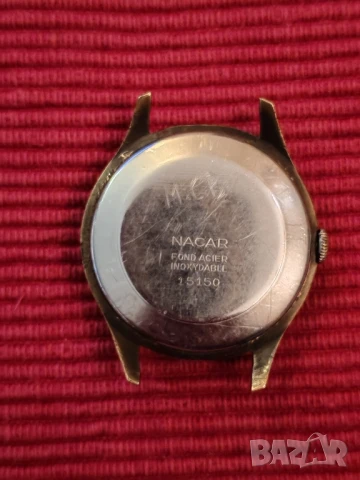 NACAR
FOND ACIER
INOXYDABLE
15150
BAZAR